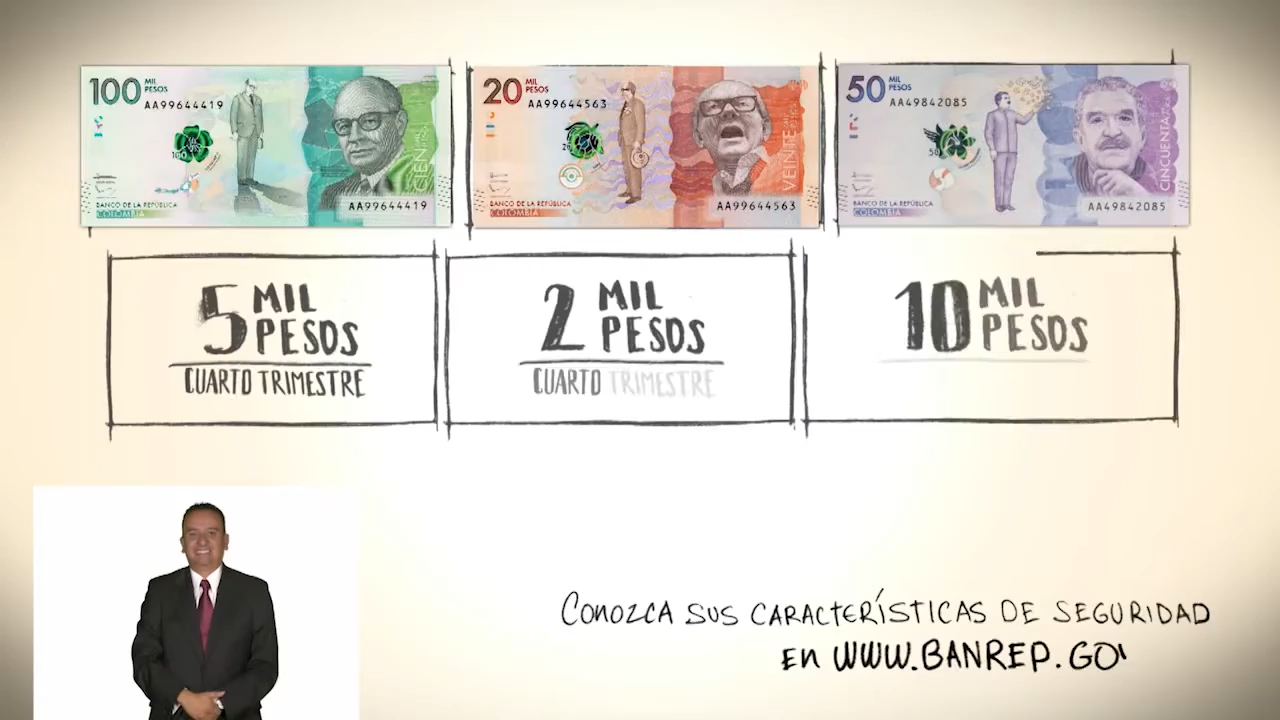 100 MIL PESOS
AA99644419
BANCO DE LA REPÚBLICA
COLOMBIA
CIEN
AA99644419
20 MIL PESOS
AA99644563
BANCO DE LA REPÚBLICA
COLOMBIA
VEINTE
AA99644563
50 MIL PESOS
AA49842085
BANCO DE LA REPÚBLICA
COLOMBIA
CINCUENTA
AA49842085
5 MIL PESOS
CUARTO TRIMESTRE
2 MIL PESOS
CUARTO TRIMESTRE
10 MIL PESOS
CONOZCA SUS CARACTERÍSTICAS DE SEGURIDAD
EN WWW.BANREP.GO